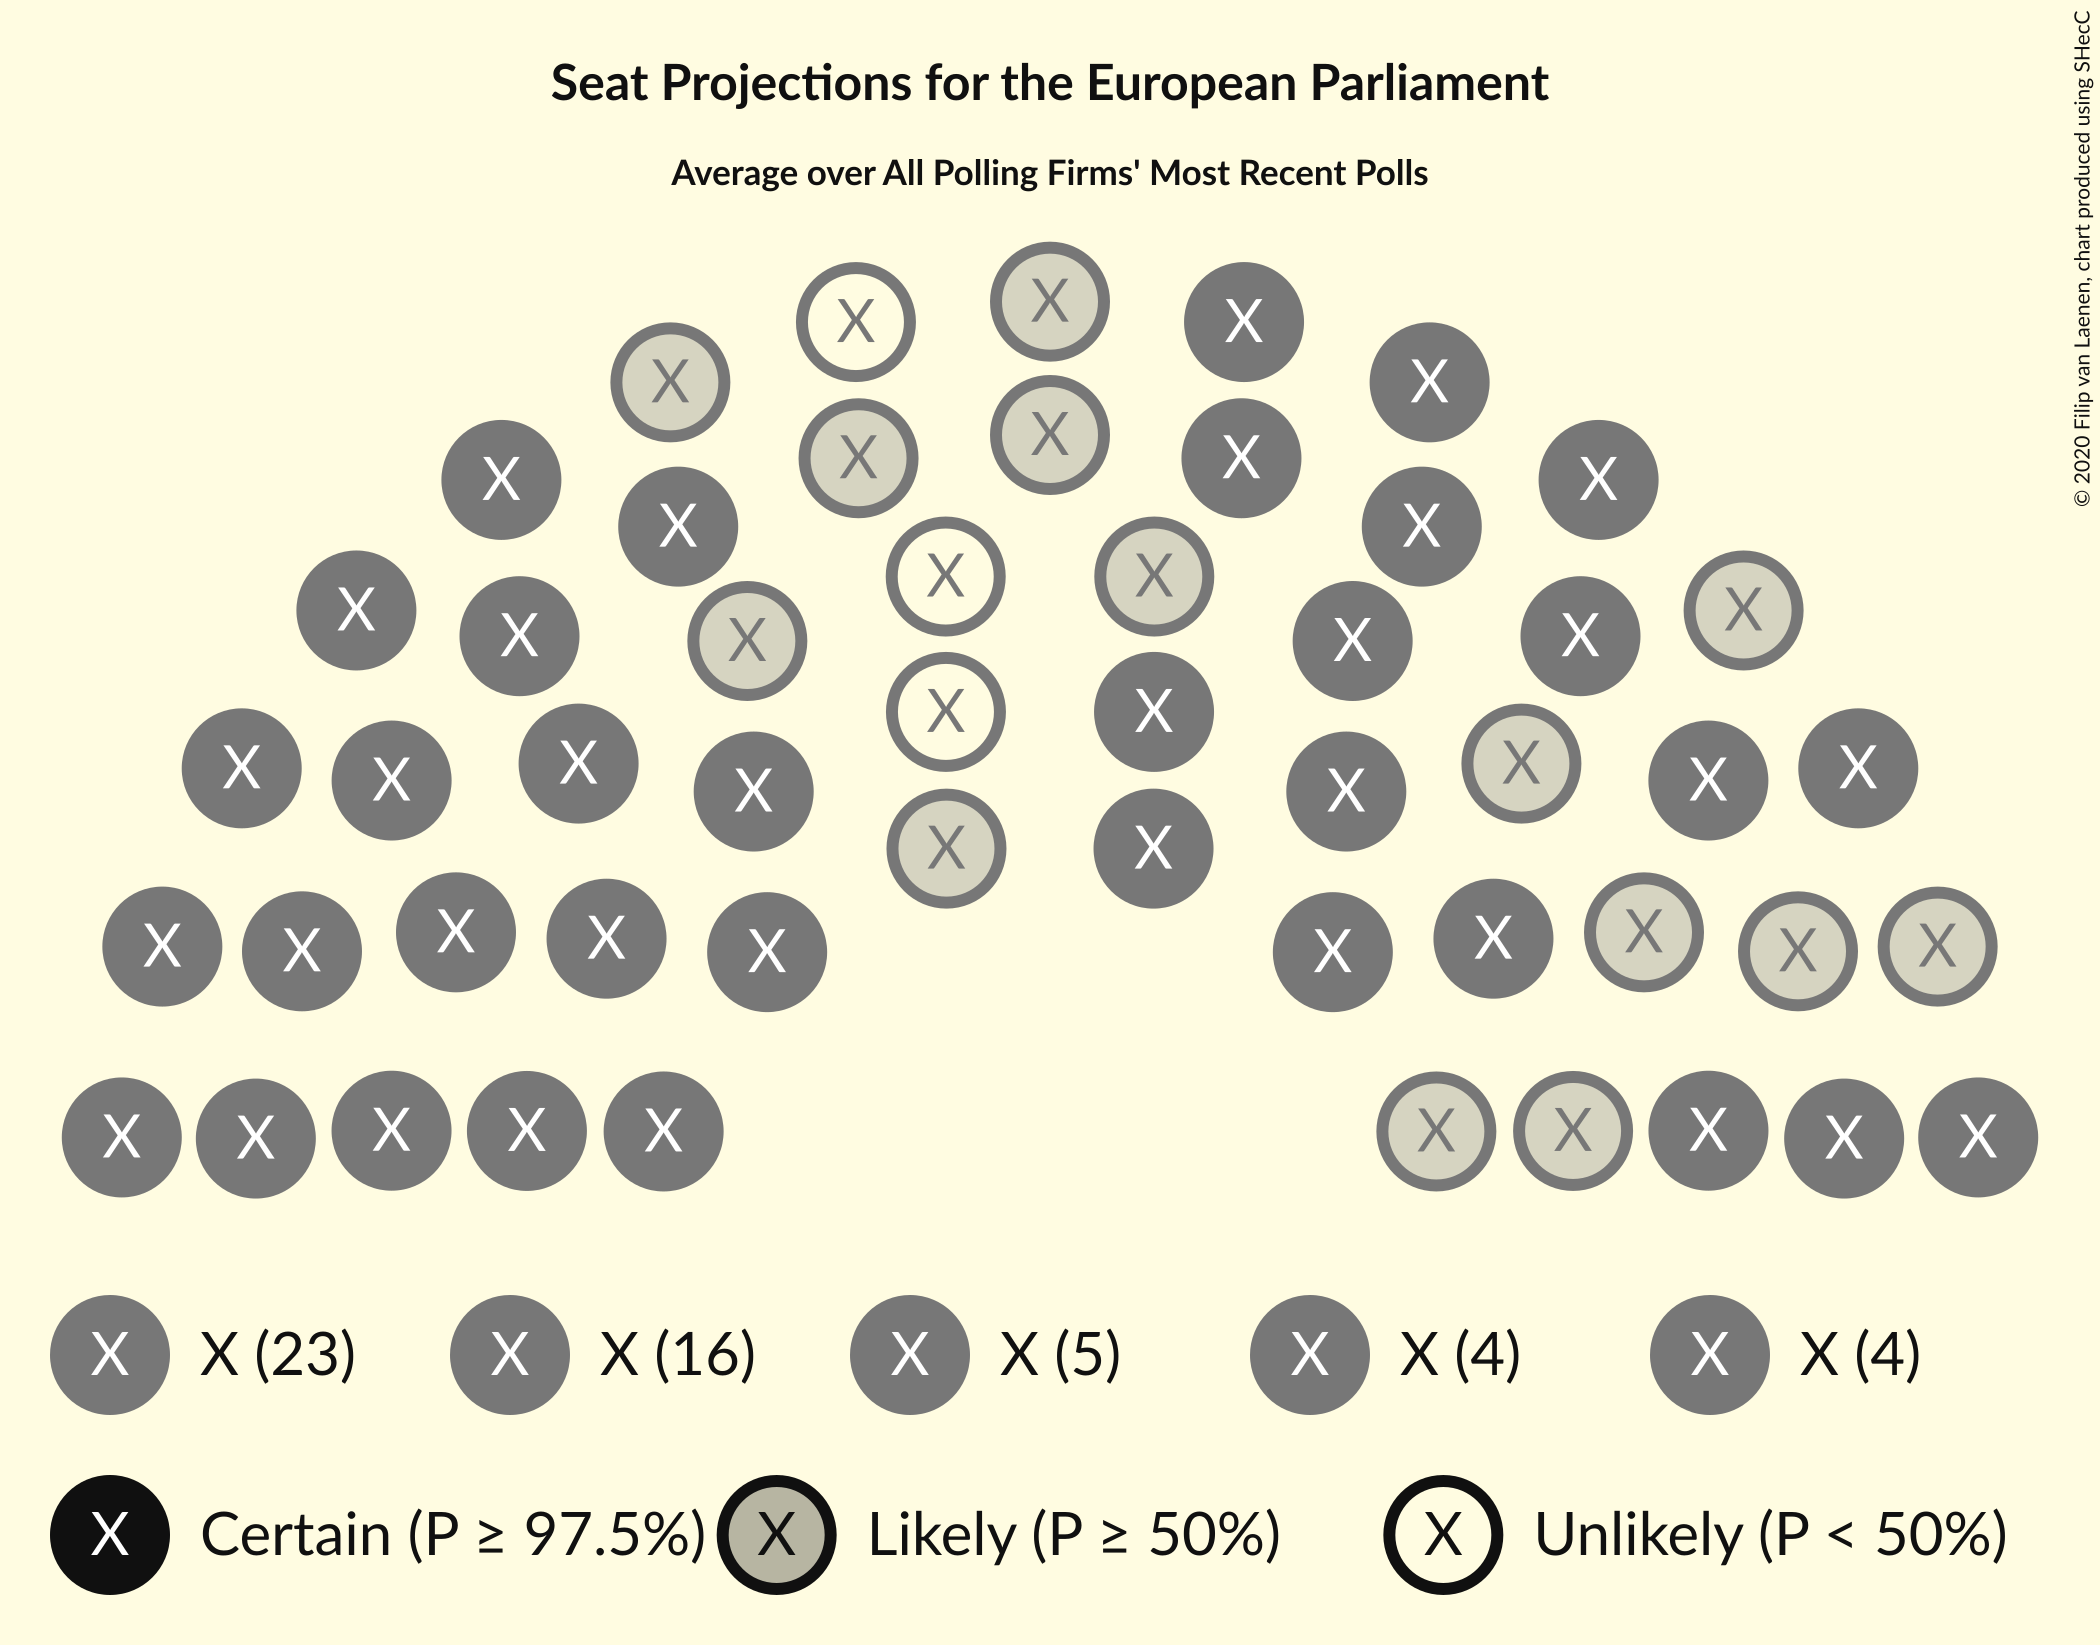 Seat Projections for the European Parliament
Average over All Polling Firms' Most Recent Polls
© 2020 Filip van Laenen, chart produced using SHecC
X
X X
X X
X X X X
X X
X X
X X
X X
X X
X X
X X
X X
X X
X X
X X
X X X X
X X X X
X X
X X X X X X
X X X X
X X X X X X
X X X X
X X (23) X X (16) X X (5) X X (4) X X (4)
X Certain (P ≥ 97.5%) X Likely (P ≥ 50%) X Unlikely (P < 50%)